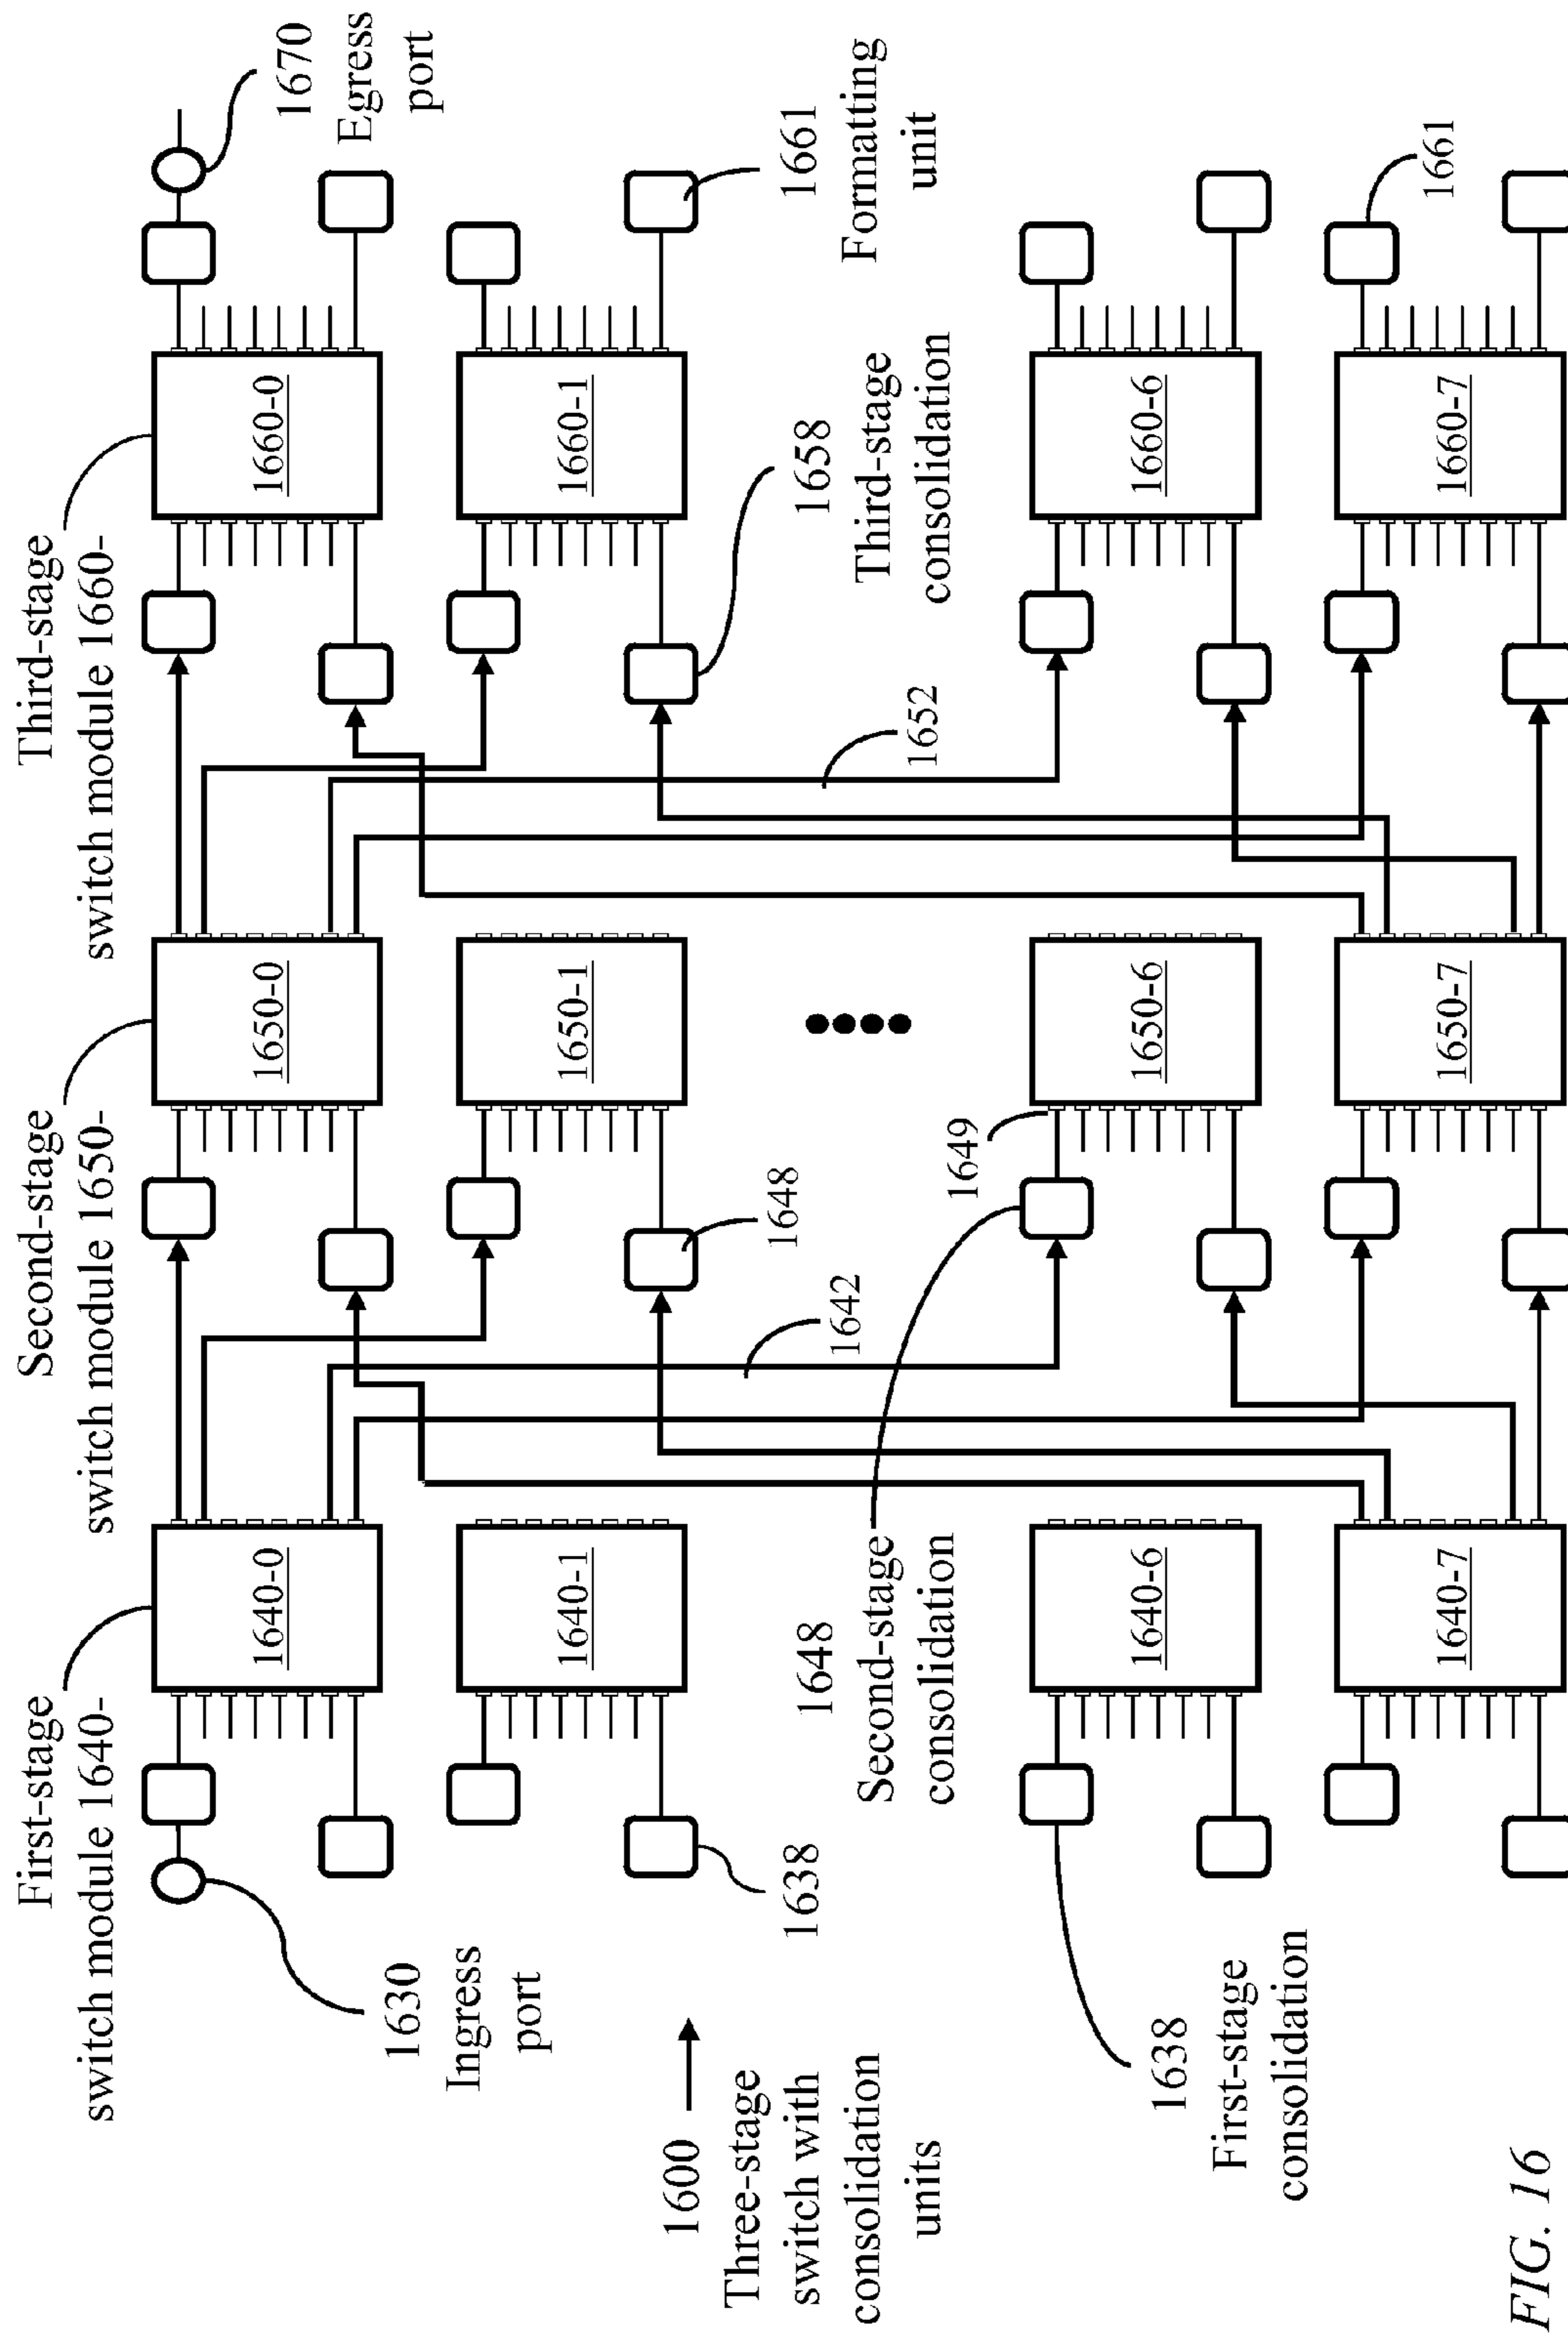 First-stage
switch module 1640-
Second-stage
switch module 1650-
Third-stage
switch module 1660-
1640-0
1650-0
1660-0
1630
Ingress
port
1670
Egress
port
1640-1
1650-1
1660-1
1600
Three-stage
switch with
consolidation
units
1638
1648
Second-stage
consolidation
1642
1648
1652
1658
Third-stage
consolidation
1661
Formatting
unit
1649
1640-6
1650-6
1660-6
1638
First-stage
consolidation
1640-7
1650-7
1660-7
1661
FIG. 16